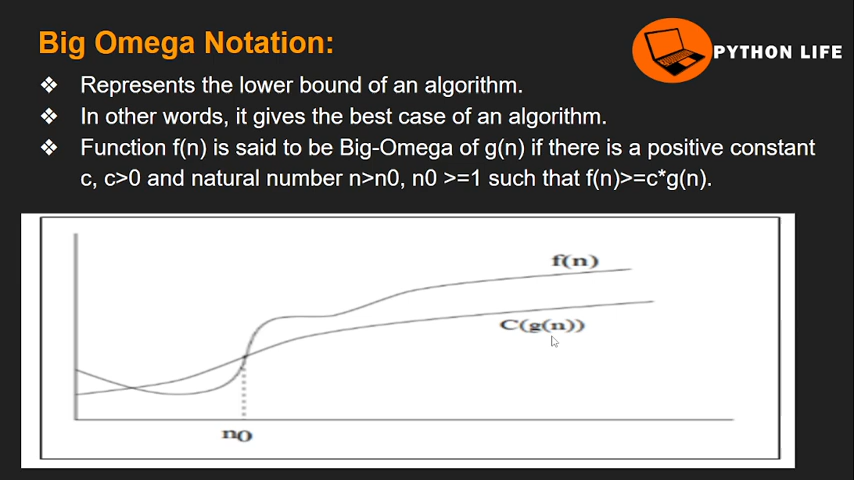 Big Omega Notation:
PYTHON LIFE
❖ Represents the lower bound of an algorithm.
❖ In other words, it gives the best case of an algorithm.
❖ Function f(n) is said to be Big-Omega of g(n) if there is a positive constant
c, c>0 and natural number n>n0, n0 >=1 such that f(n)>=c*g(n).
f(n)
C(g(n))
n0